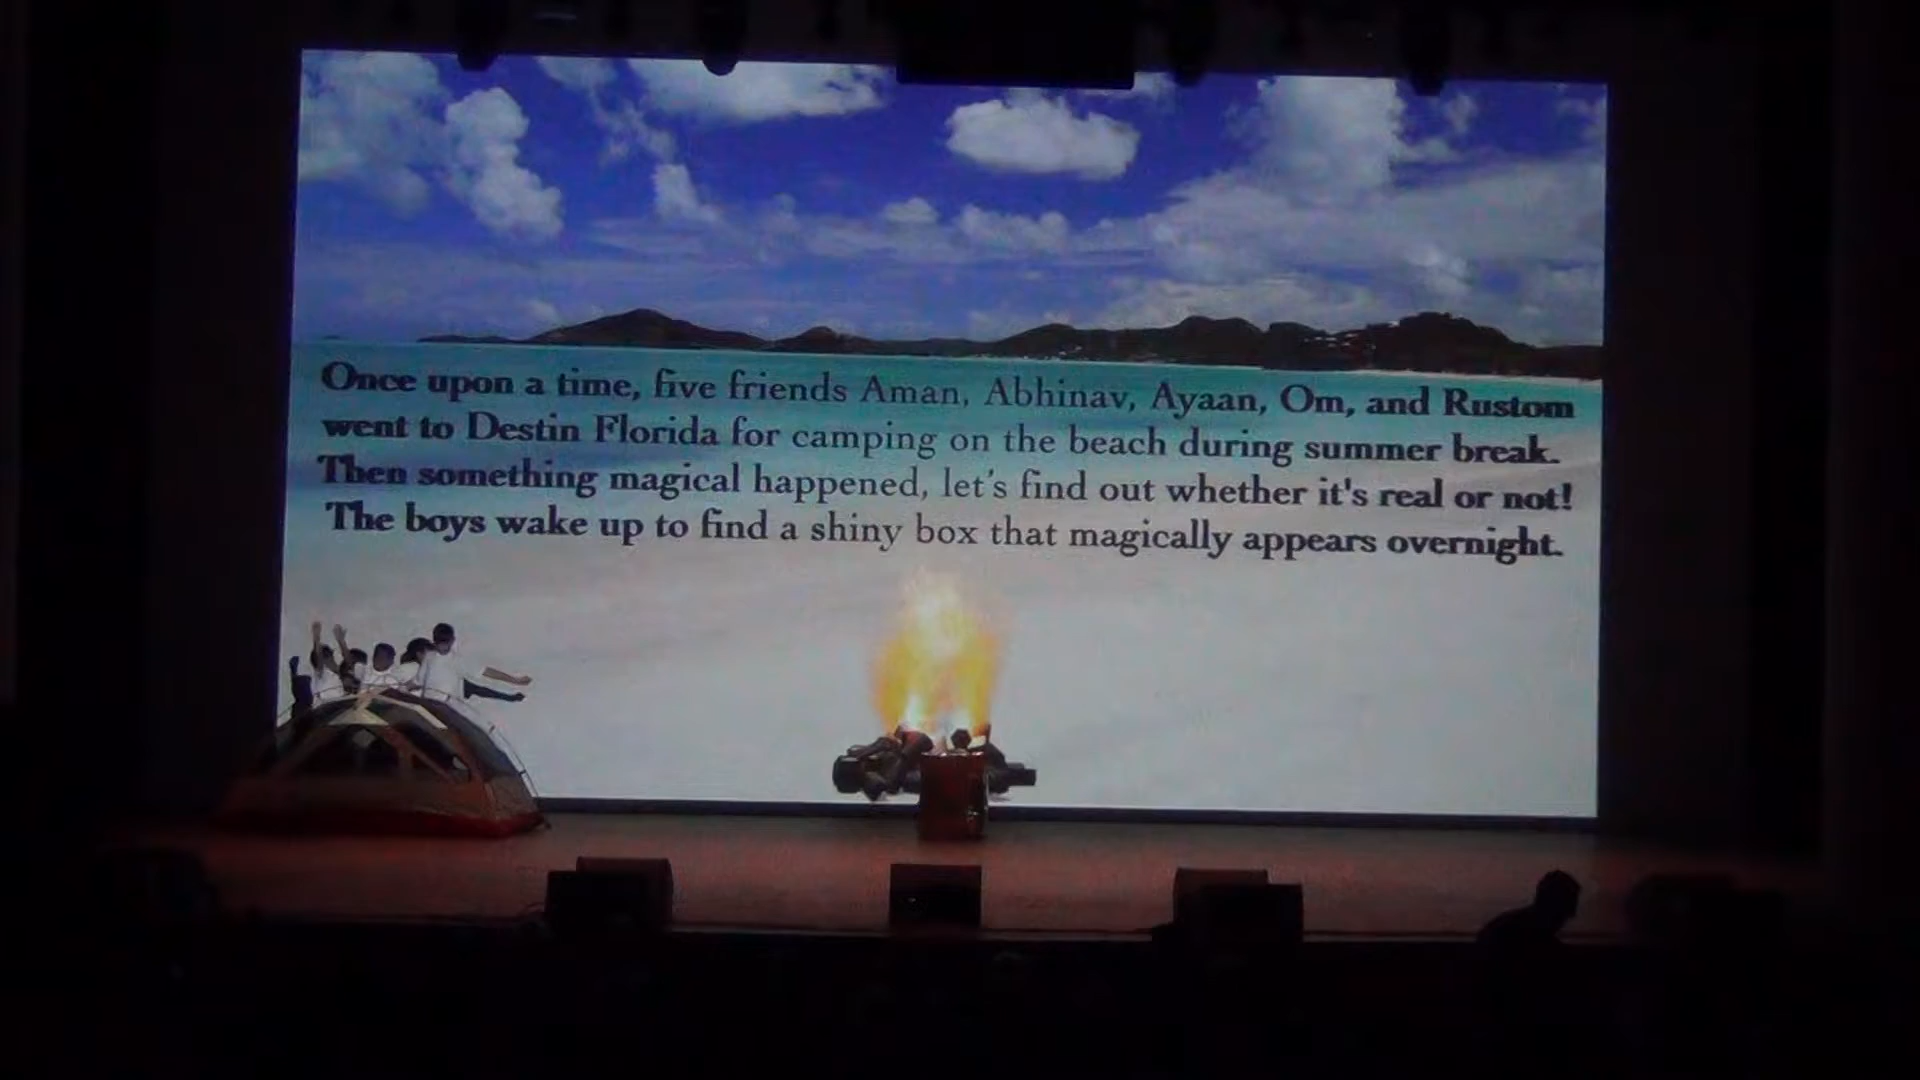 Once upon a time, five friends Aman, Abhinav, Ayaan, Om, and Rustom
went to Destin Florida for camping on the beach during summer break.
Then something magical happened, let's find out whether it's real or not!
The boys wake up to find a shiny box that magically appears overnight.